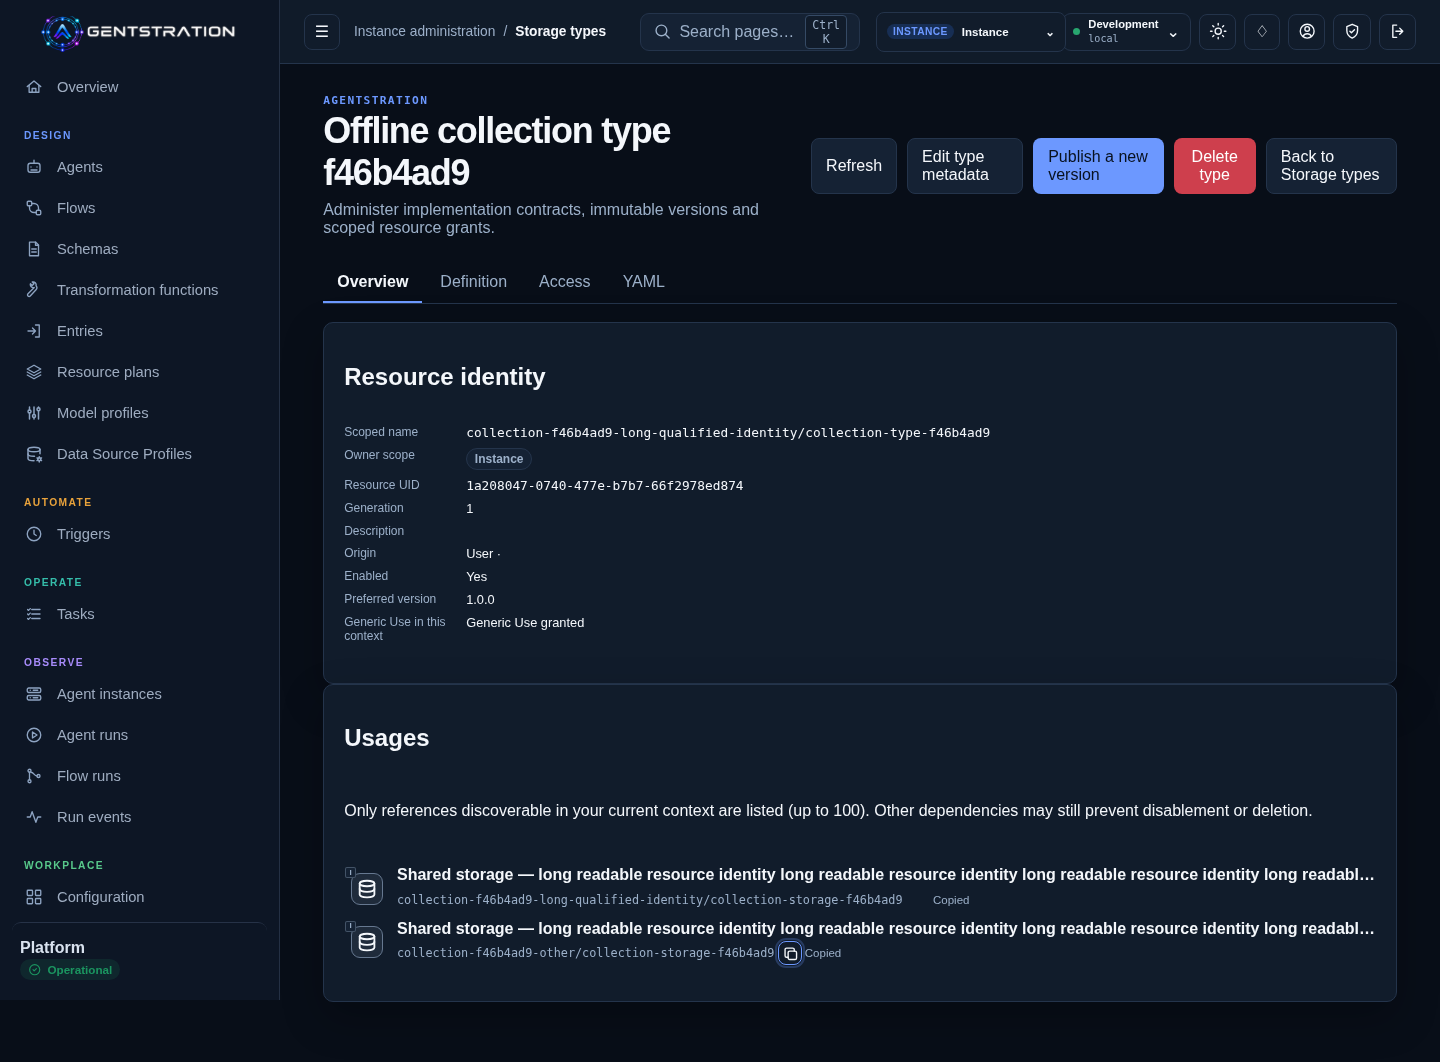 GENTSTRATION
☰
Instance administration / Storage types
Search pages…
Ctrl K
INSTANCE Instance
Development
local
Overview
DESIGN
Agents
Flows
Schemas
Transformation functions
Entries
Resource plans
Model profiles
Data Source Profiles
AUTOMATE
Triggers
OPERATE
Tasks
OBSERVE
Agent instances
Agent runs
Flow runs
Run events
WORKPLACE
Configuration
Platform
Operational
AGENTSTRATION
Offline collection type
f46b4ad9
Administer implementation contracts, immutable versions and
scoped resource grants.
Refresh
Edit type
metadata
Publish a new
version
Delete
type
Back to
Storage types
Overview Definition Access YAML
Resource identity
Scoped name collection-f46b4ad9-long-qualified-identity/collection-type-f46b4ad9
Owner scope Instance
Resource UID 1a208047-0740-477e-b7b7-66f2978ed874
Generation 1
Description
Origin User ·
Enabled Yes
Preferred version 1.0.0
Generic Use in this
context
Generic Use granted
Usages
Only references discoverable in your current context are listed (up to 100). Other dependencies may still prevent disablement or deletion.
I
Shared storage — long readable resource identity long readable resource identity long readable resource identity long readabl…
collection-f46b4ad9-long-qualified-identity/collection-storage-f46b4ad9 Copied
I
Shared storage — long readable resource identity long readable resource identity long readable resource identity long readabl…
collection-f46b4ad9-other/collection-storage-f46b4ad9 Copied